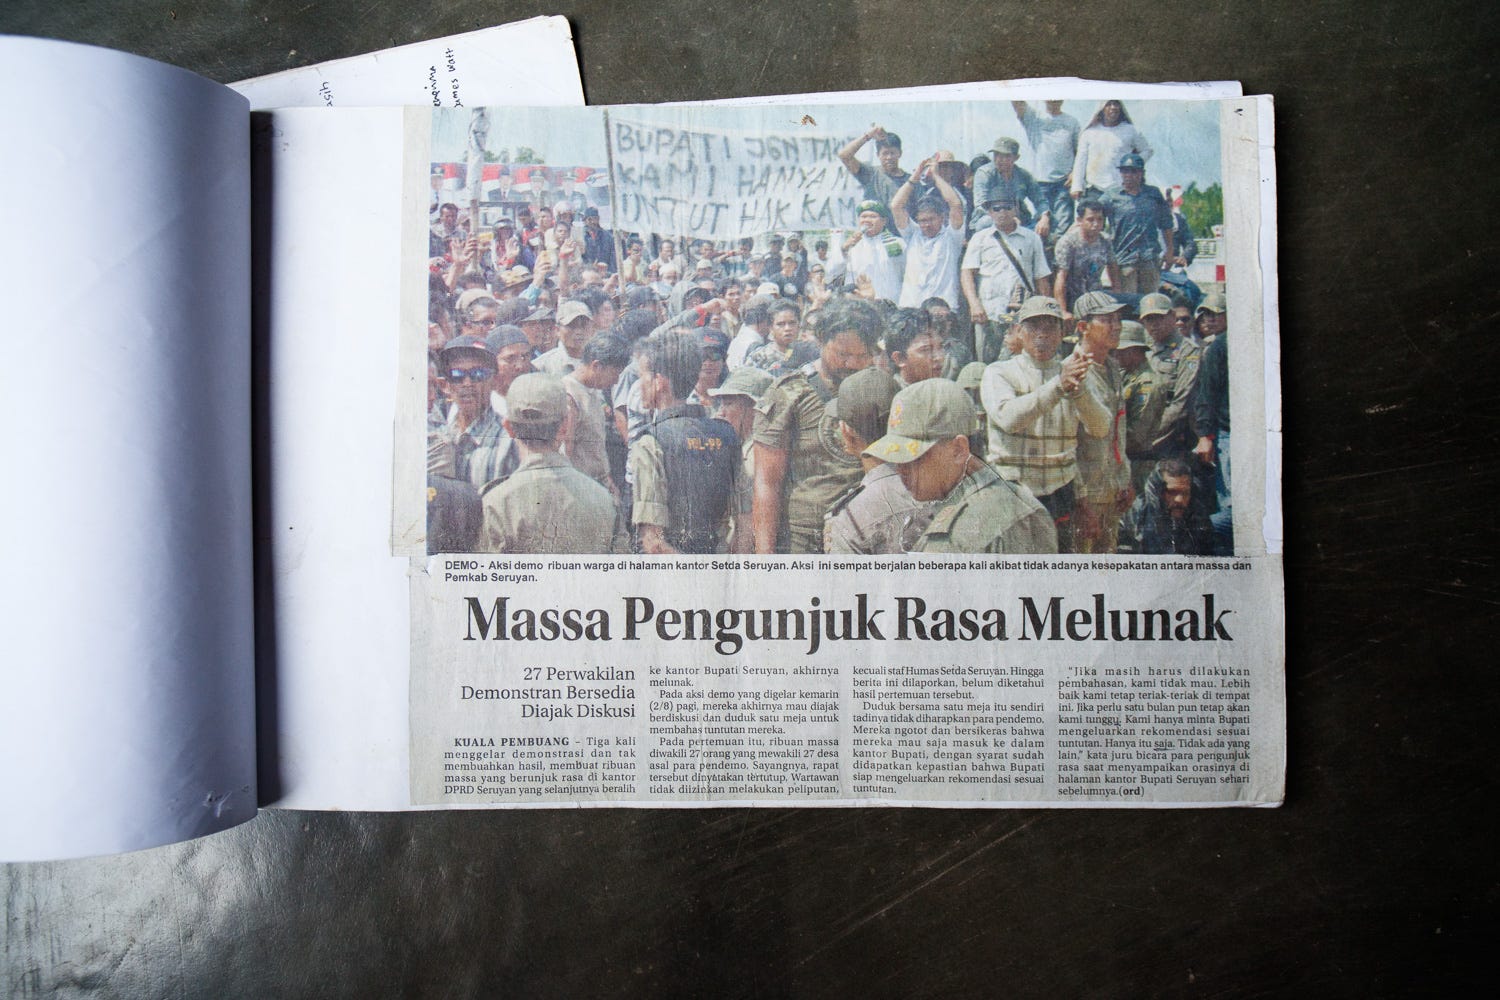 agih
James Watt
BUPATI JGN TAK
KAMI HANYA M
UNTUT HAK KAM
DEMO - Aksi demo ribuan warga di halaman kantor Setda Seruyan. Aksi ini sempat berjalan beberapa kali akibat tidak adanya kesepakatan antara massa dan
Pemkab Seruyan.
Massa Pengunjuk Rasa Melunak
27 Perwakilan
Demonstran Bersedia
Diajak Diskusi
KUALA PEMBUANG – Tiga kali
menggelar demonstrasi dan tak
membuahkan hasil, membuat ribuan
massa yang berunjuk rasa di kantor
DPRD Seruyan yang selanjutnya beralih
ke kantor Bupati Seruyan, akhirnya
melunak.
Pada aksi demo yang digelar kemarin
(2/8) pagi, mereka akhirnya mau diajak
berdiskusi dan duduk satu meja untuk
membahas tuntutan mereka.
Pada pertemuan itu, ribuan massa
diwakili 27 orang yang mewakili 27 desa
asal para pendemo. Sayangnya, rapat
tersebut dinyatakan tertutup. Wartawan
tidak diizinkan melakukan peliputan,
kecuali staf Humas Setda Seruyan. Hingga
berita ini dilaporkan, belum diketahui
hasil pertemuan tersebut.
Duduk bersama satu meja itu sendiri
tadinya tidak diharapkan para pendemo.
Mereka ngotot dan bersikeras bahwa
mereka mau saja masuk ke dalam
kantor Bupati, dengan syarat sudah
didapatkan kepastian bahwa Bupati
siap mengeluarkan rekomendasi sesuai
tuntutan.
"Jika masih harus dilakukan
pembahasan, kami tidak mau. Lebih
baik kami tetap teriak-teriak di tempat
ini. Jika perlu satu bulan pun tetap akan
kami tunggu. Kami hanya minta Bupati
mengeluarkan rekomendasi sesuai
tuntutan. Hanya itu saja. Tidak ada yang
lain," kata juru bicara para pengunjuk
rasa saat menyampaikan orasinya di
halaman kantor Bupati Seruyan sehari
sebelumnya.(ord)